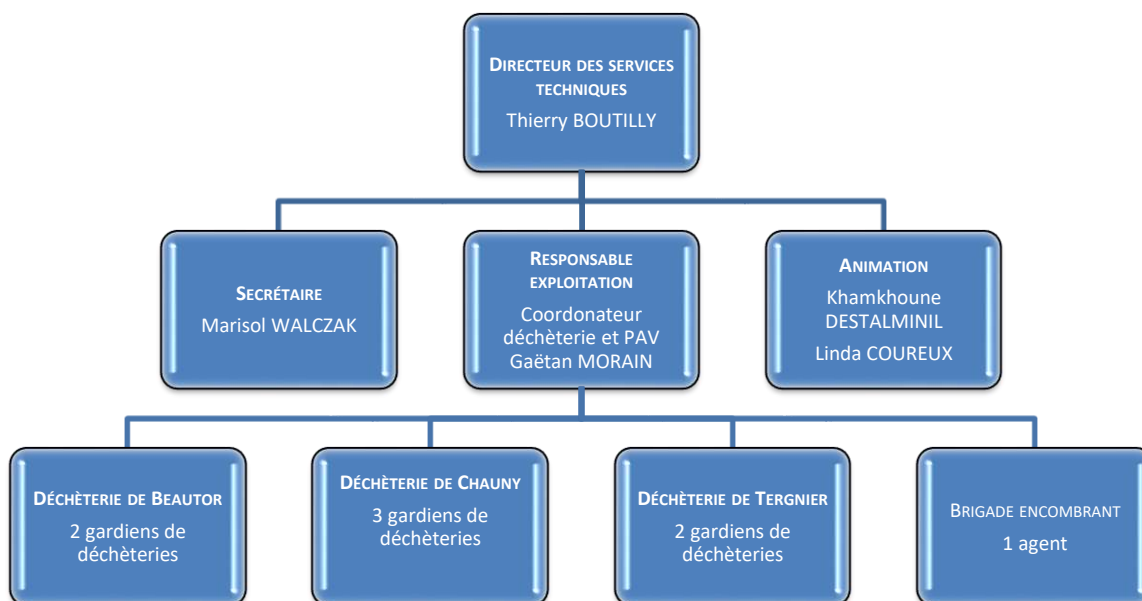 DIRECTEUR DES SERVICES
TECHNIQUES
Thierry BOUTILLY
SECRÉTAIRE
Marisol WALCZAK
RESPONSABLE
EXPLOITATION
Coordonateur
déchèterie et PAV
Gaëtan MORAIN
ANIMATION
Khamkhoune
DESTALMINIL
Linda COUREUX
DÉCHÈTERIE DE BEAUTOR
2 gardiens de
déchèteries
DÉCHÈTERIE DE CHAUNY
3 gardiens de
déchèteries
DÉCHÈTERIE DE TERGNIER
2 gardiens de
déchèteries
BRIGADE ENCOMBRANT
1 agent